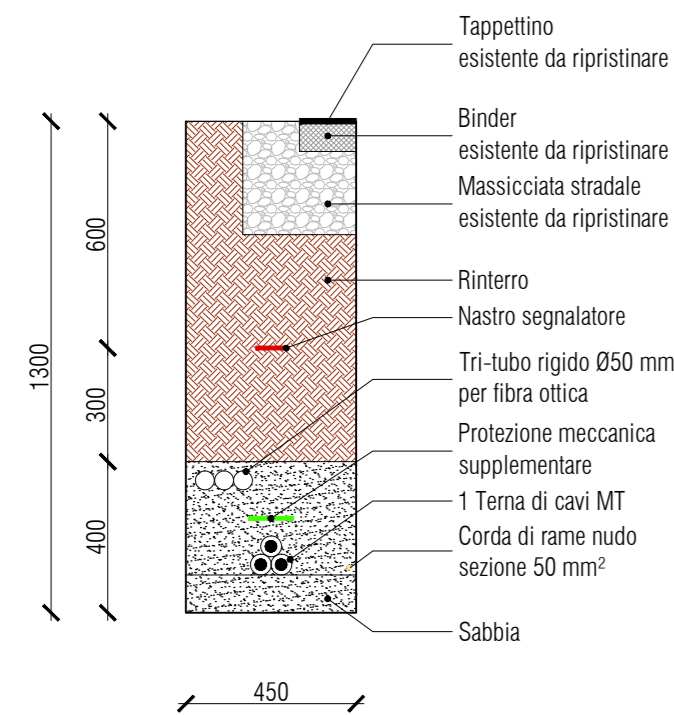 Tappettino
esistente da ripristinare
Binder
esistente da ripristinare
Massicciata stradale
esistente da ripristinare
Rinterro
Nastro segnalatore
Tri-tubo rigido Ø50 mm
per fibra ottica
Protezione meccanica
supplementare
1 Terna di cavi MT
Corda di rame nudo
sezione 50 mm²
Sabbia
1300
600
300
400
450